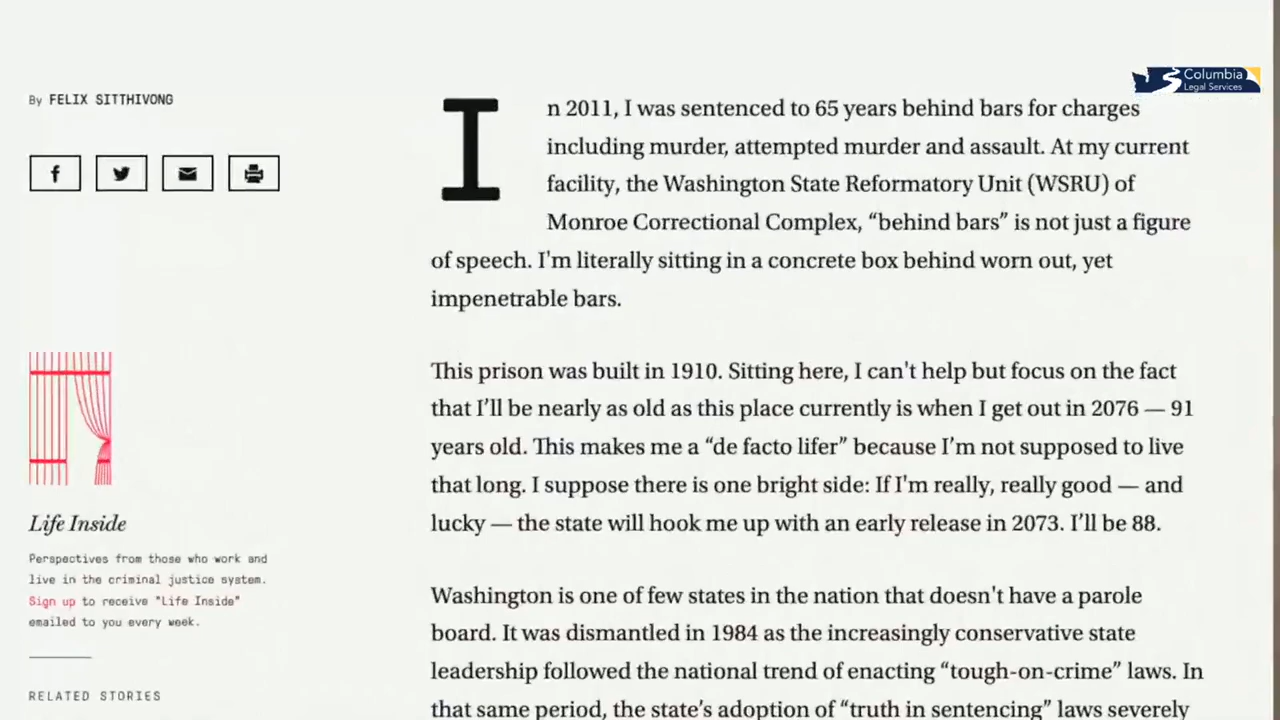 By FELIX SITTHIVONG
Columbia
Legal Services
In 2011, I was sentenced to 65 years behind bars for charges
including murder, attempted murder and assault. At my current
facility, the Washington State Reformatory Unit (WSRU) of
Monroe Correctional Complex, “behind bars” is not just a figure
of speech. I'm literally sitting in a concrete box behind worn out, yet
impenetrable bars.
This prison was built in 1910. Sitting here, I can't help but focus on the fact
that I’ll be nearly as old as this place currently is when I get out in 2076 — 91
years old. This makes me a “de facto lifer” because I’m not supposed to live
that long. I suppose there is one bright side: If I'm really, really good — and
lucky — the state will hook me up with an early release in 2073. I’ll be 88.
Washington is one of few states in the nation that doesn't have a parole
board. It was dismantled in 1984 as the increasingly conservative state
leadership followed the national trend of enacting “tough-on-crime” laws. In
that same period, the state’s adoption of “truth in sentencing” laws severely
Life Inside
Perspectives from those who work and
live in the criminal justice system.
Sign up to receive "Life Inside"
emailed to you every week.
RELATED STORIES